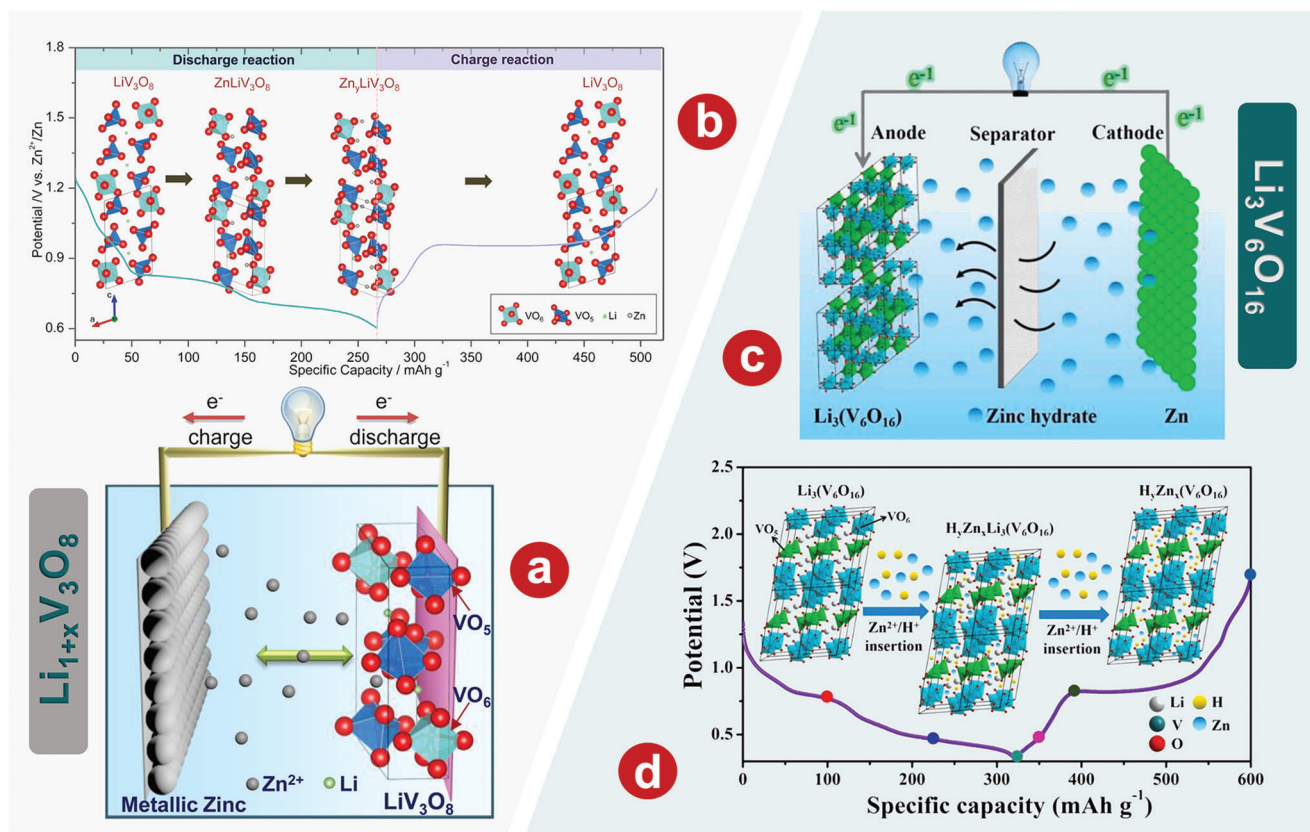 b
Discharge reaction
Charge reaction
LiV₃O₈
ZnLiV₃O₈
ZnᵧLiV₃O₈
LiV₃O₈
1.8
1.5
1.2
0.9
0.6
Potential /V vs. Zn²⁺/Zn
c
a
VO₆
VO₅
Li
Zn
0
50
100
150
200
250
300
350
400
450
500
Specific Capacity / mAh g⁻¹
Li₁₊ₓV₃O₈
a
e⁻
charge
e⁻
discharge
VO₅
VO₆
Zn²⁺
Li
Metallic Zinc
LiV₃O₈
c
Li₃V₆O₁₆
e⁻¹
e⁻¹
e⁻¹
e⁻¹
Anode
Separator
Cathode
Li₃(V₆O₁₆)
Zinc hydrate
Zn
d
2.5
2.0
1.5
1.0
0.5
Potential (V)
Li₃(V₆O₁₆)
VO₅
VO₆
HᵧZnₓLi₃(V₆O₁₆)
HᵧZnₓ(V₆O₁₆)
Zn²⁺/H⁺
insertion
Zn²⁺/H⁺
insertion
Li
H
V
Zn
O
0
100
200
300
400
500
600
Specific capacity (mAh g⁻¹)